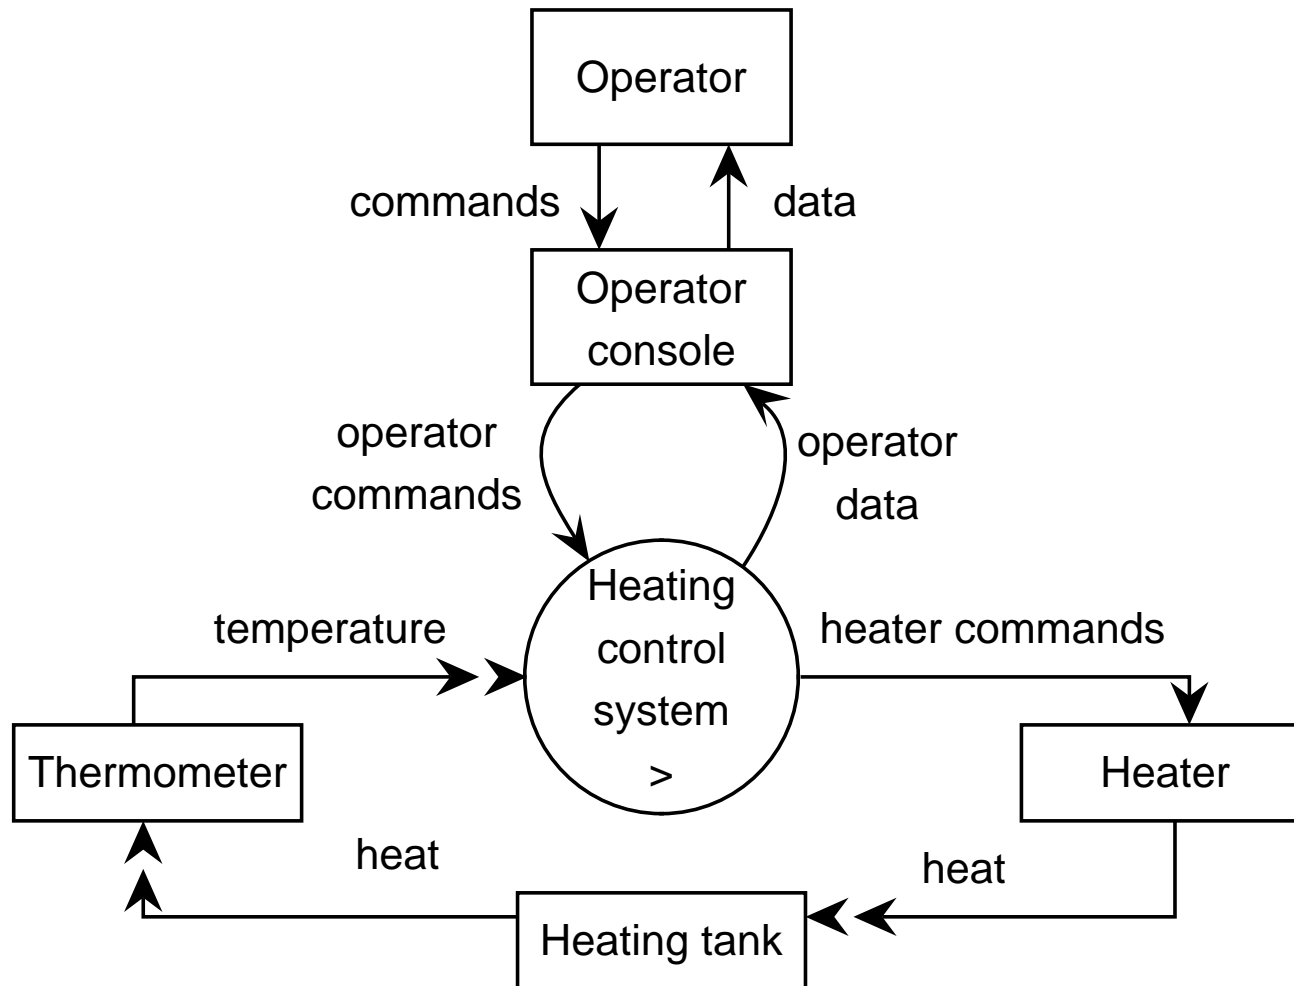 Operator
commands
data
Operator
console
operator
commands
operator
data
Heating
control
system
>
temperature
heater commands
Thermometer
Heater
heat
heat
Heating tank